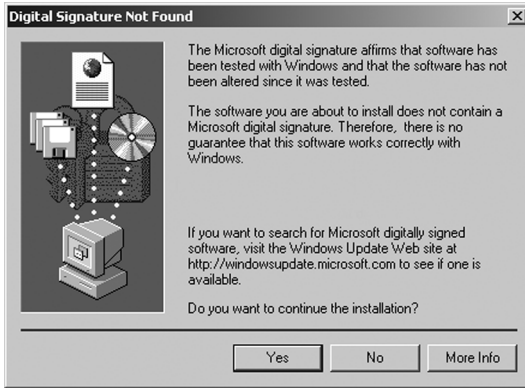 Digital Signature Not Found
The Microsoft digital signature affirms that software has
been tested with Windows and that the software has not
been altered since it was tested.
The software you are about to install does not contain a
Microsoft digital signature. Therefore, there is no
guarantee that this software works correctly with
Windows.
If you want to search for Microsoft digitally signed
software, visit the Windows Update Web site at
http://windowsupdate.microsoft.com to see if one is
available.
Do you want to continue the installation?
Yes No More Info